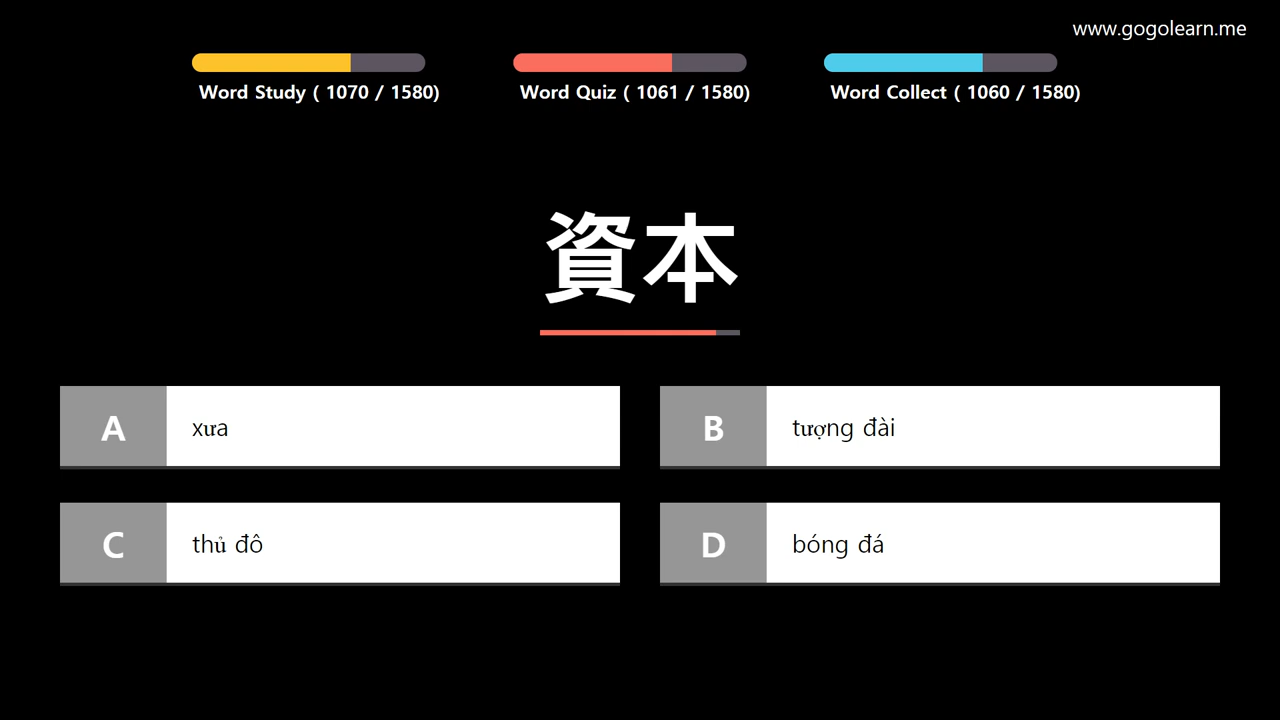 www.gogolearn.me
Word Study ( 1070 / 1580)
Word Quiz ( 1061 / 1580)
Word Collect ( 1060 / 1580)
資本
A xưa
B tượng đài
C thủ đô
D bóng đá